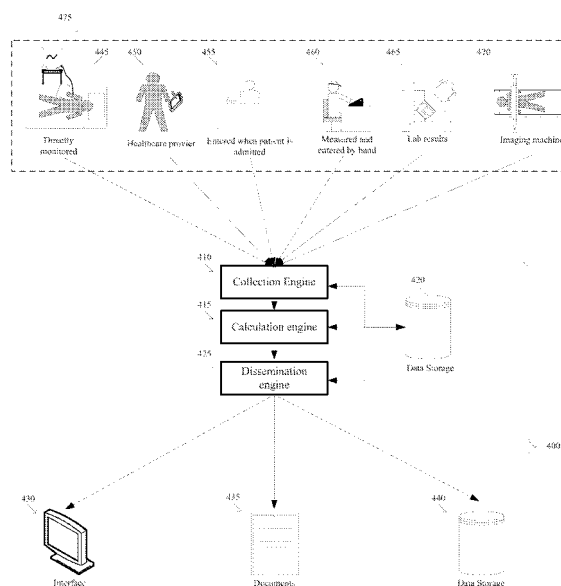 475
445
450
455
460
465
470
Directly monitored
Healthcare provier
Entered when patient is admitted
Measured and entered by hand
Lab results
Imaging machine
410
Collection Engine
415
Calculation engine
420
Data Storage
425
Dissemination engine
400
430
Interface
435
Documents
440
Data Storage